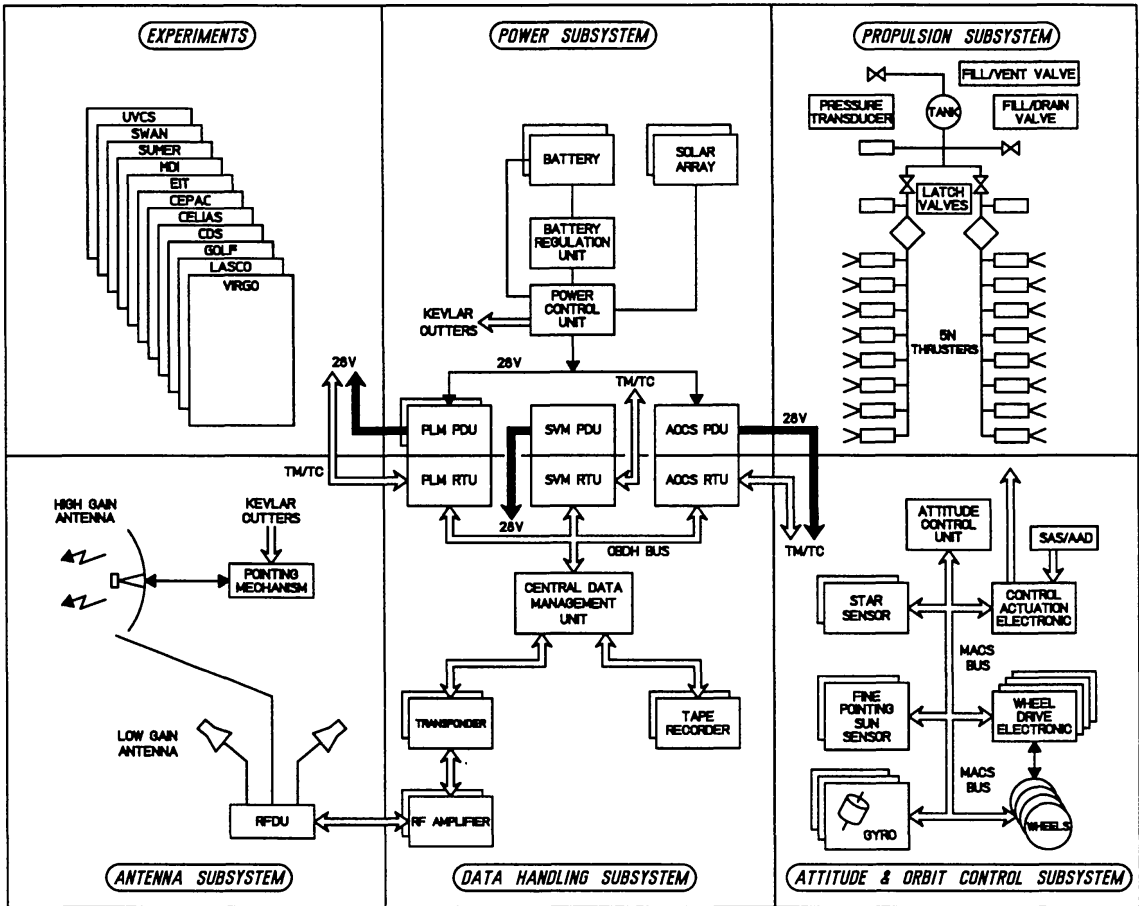 EXPERIMENTS
UVCS
SWAN
SUMER
MDI
EIT
CEPAC
CELIAS
CDS
GOLF
LASCO
VIRGO
28V
TM/TC
POWER SUBSYSTEM
BATTERY
SOLAR
ARRAY
BATTERY
REGULATION
UNIT
POWER
CONTROL
UNIT
KEVLAR
CUTTERS
28V
TM/TC
PLM PDU
SVM PDU
AOCS PDU
28V
PROPULSION SUBSYSTEM
FILL/VENT VALVE
PRESSURE
TRANSDUCER
TANK
FILL/DRAIN
VALVE
LATCH
VALVES
5N
THRUSTERS
HIGH GAIN
ANTENNA
KEVLAR
CUTTERS
POINTING
MECHANISM
LOW GAIN
ANTENNA
RFDU
ANTENNA SUBSYSTEM
PLM RTU
SVM RTU
AOCS RTU
28V
OBDH BUS
CENTRAL DATA
MANAGEMENT
UNIT
TRANSPONDER
TAPE
RECORDER
RF AMPLIFIER
DATA HANDLING SUBSYSTEM
TM/TC
ATTITUDE
CONTROL
UNIT
SAS/AAD
STAR
SENSOR
CONTROL
ACTUATION
ELECTRONIC
MACS
BUS
FINE
POINTING
SUN
SENSOR
WHEEL
DRIVE
ELECTRONIC
MACS
BUS
GYRO
WHEELS
ATTITUDE & ORBIT CONTROL SUBSYSTEM